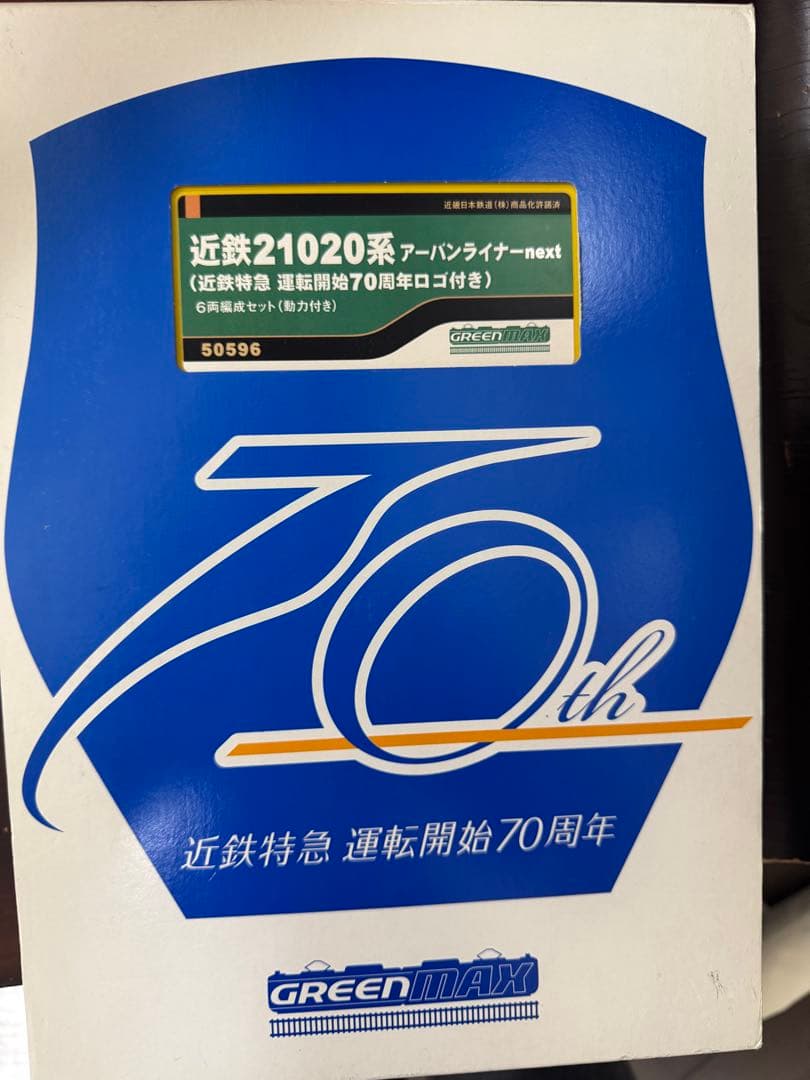 近畿日本鉄道(株)商品化許諾済
近鉄21020系 アーバンライナーnext
(近鉄特急 運転開始70周年ロゴ付き)
6両編成セット(動力付き)
GREENMAX
50596
70th
近鉄特急 運転開始70周年
GREENMAX